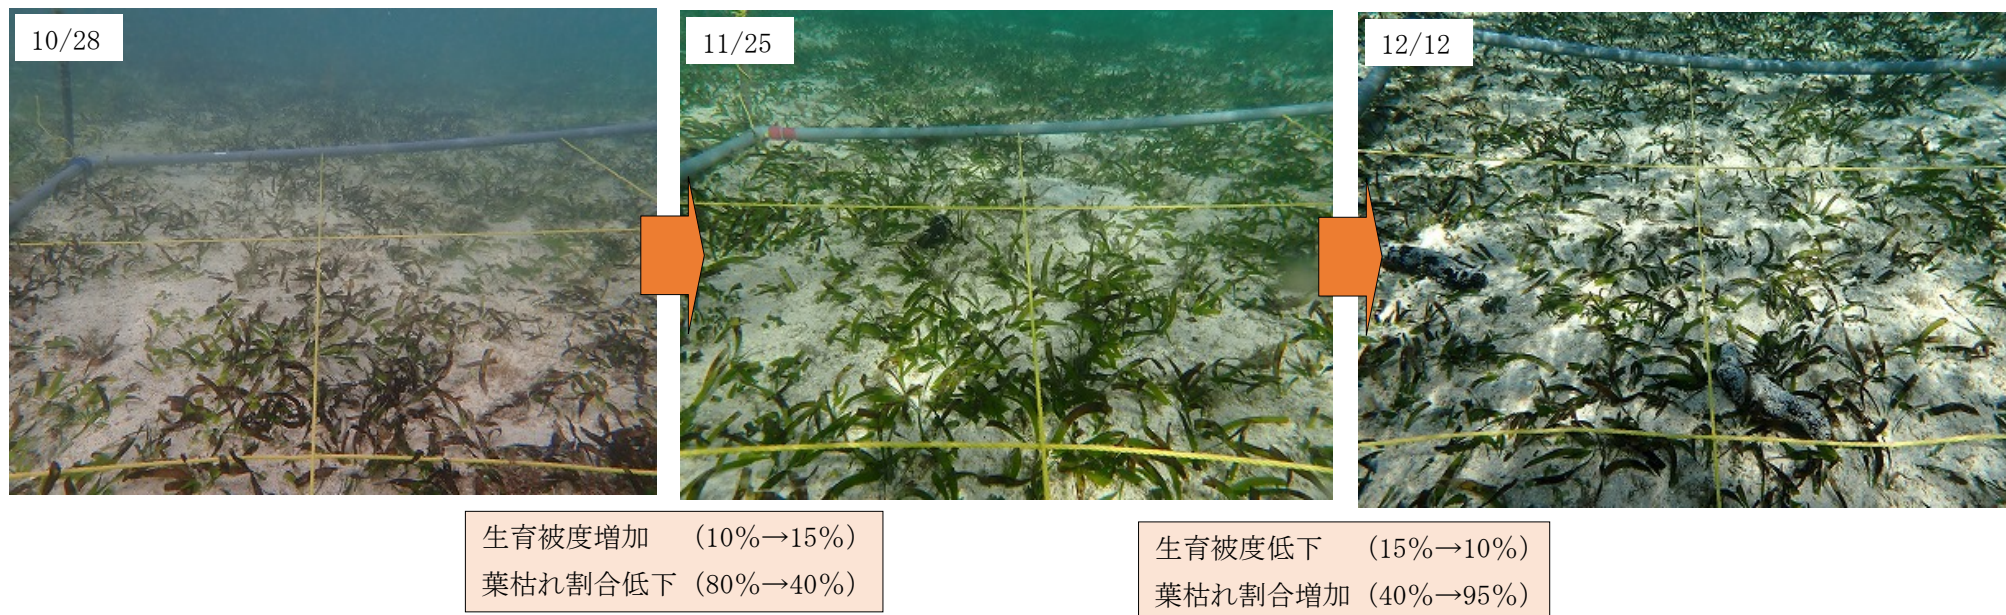 10/28
11/25
12/12
生育被度増加　（10％→15％）
葉枯れ割合低下（80％→40％）
生育被度低下　（15％→10％）
葉枯れ割合増加（40％→95％）